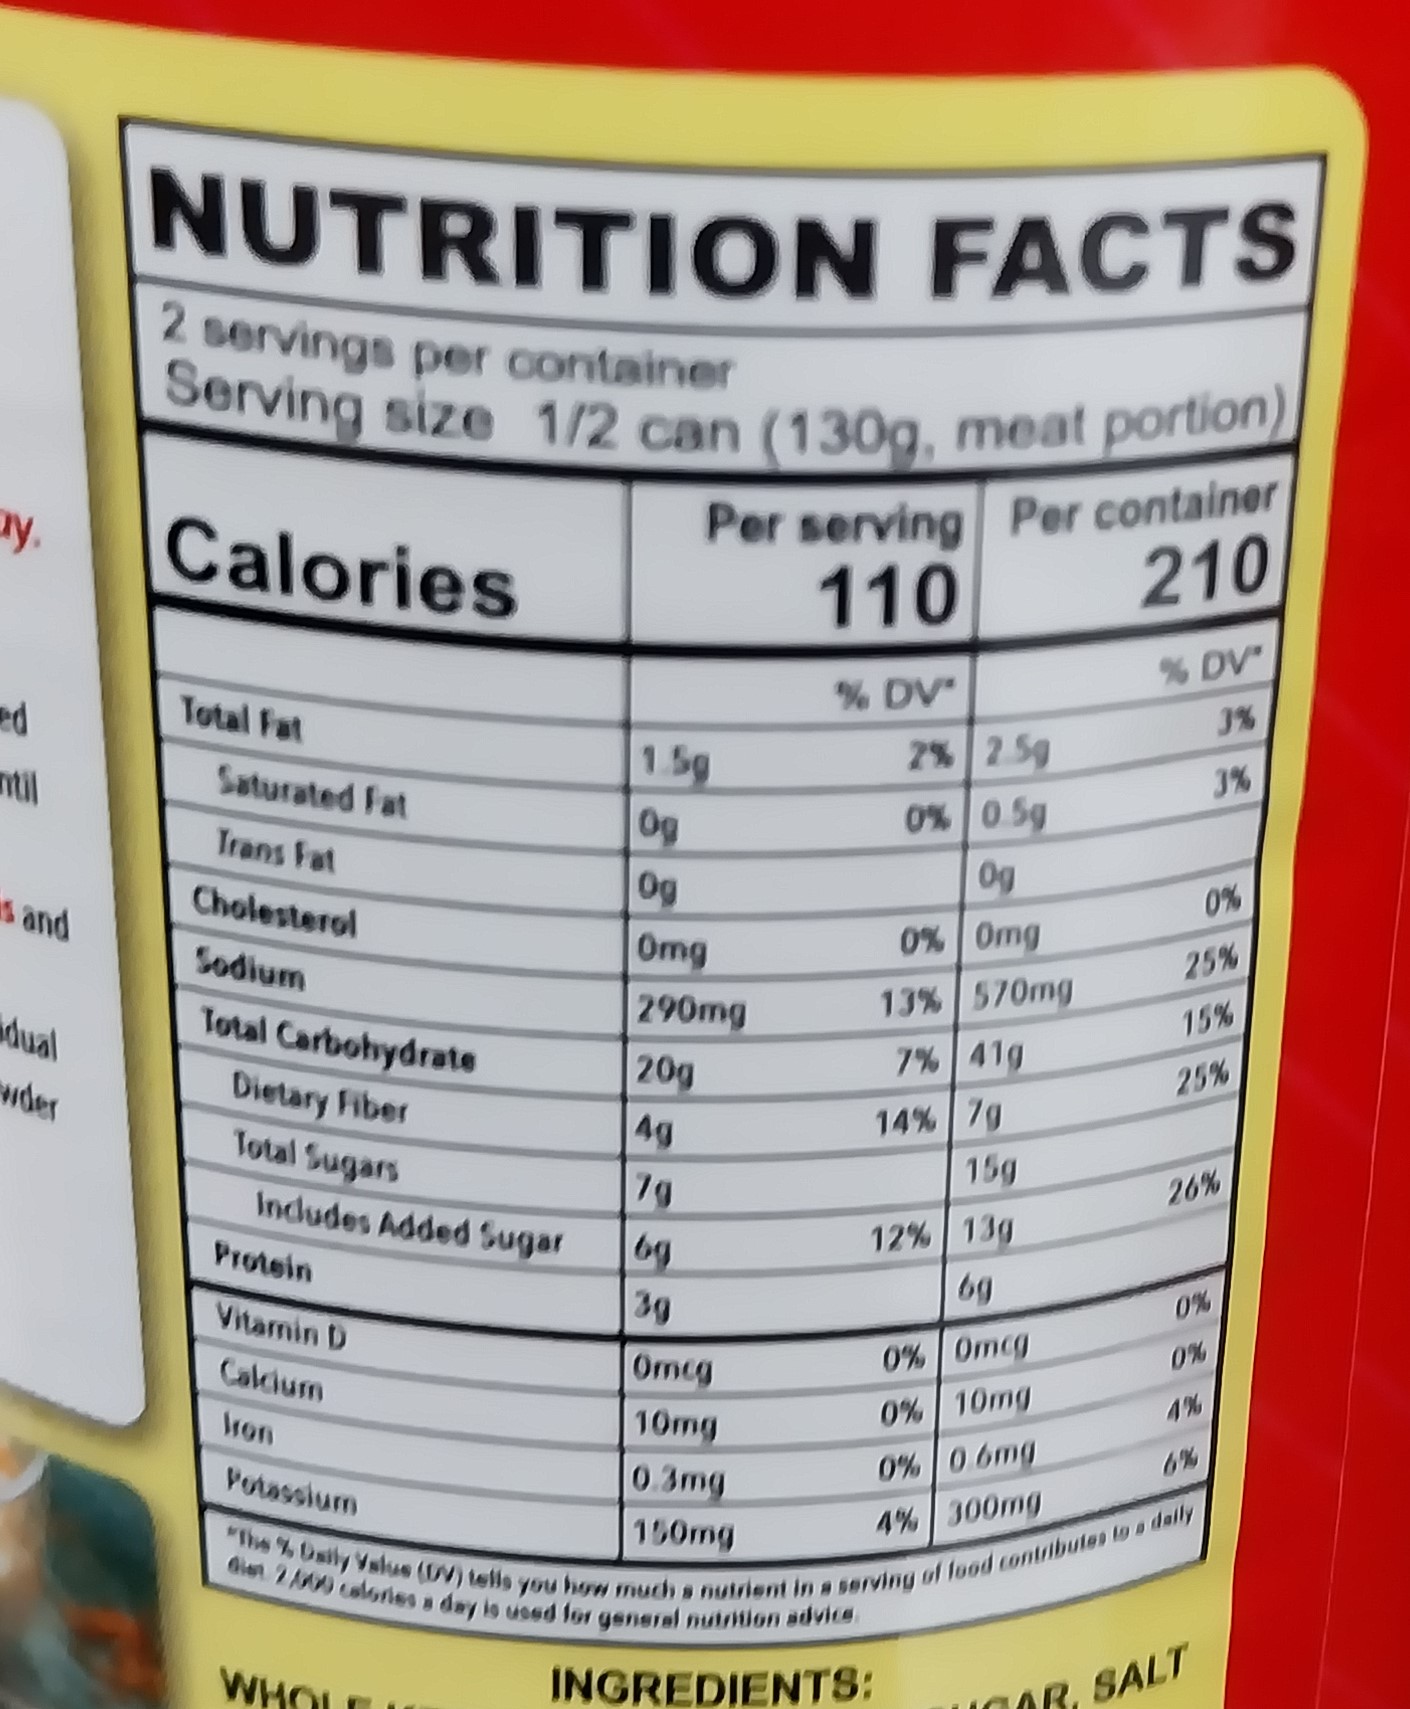 NUTRITION FACTS
2 servings per container
Serving size 1/2 can (130g, meat portion)
Calories
Per serving
110
Per container
210
% DV* % DV*
Total Fat 1.5g 2% 2.5g 3%
Saturated Fat 0g 0% 0.5g 3%
Trans Fat 0g 0g
Cholesterol 0mg 0% 0mg 0%
Sodium 290mg 13% 570mg 25%
Total Carbohydrate 20g 7% 41g 15%
Dietary Fiber 4g 14% 7g 25%
Total Sugars 7g 15g
Includes Added Sugar 6g 12% 13g 26%
Protein 3g 6g
Vitamin D 0mcg 0% 0mcg 0%
Calcium 10mg 0% 10mg 0%
Iron 0.3mg 0% 0.6mg 4%
Potassium 150mg 4% 300mg 6%
*The % Daily Value (DV) tells you how much a nutrient in a serving of food contributes to a daily
diet. 2,000 calories a day is used for general nutrition advice.
INGREDIENTS:
WHOLE SALT
ay.
ed
ntil
s and
idual
wder